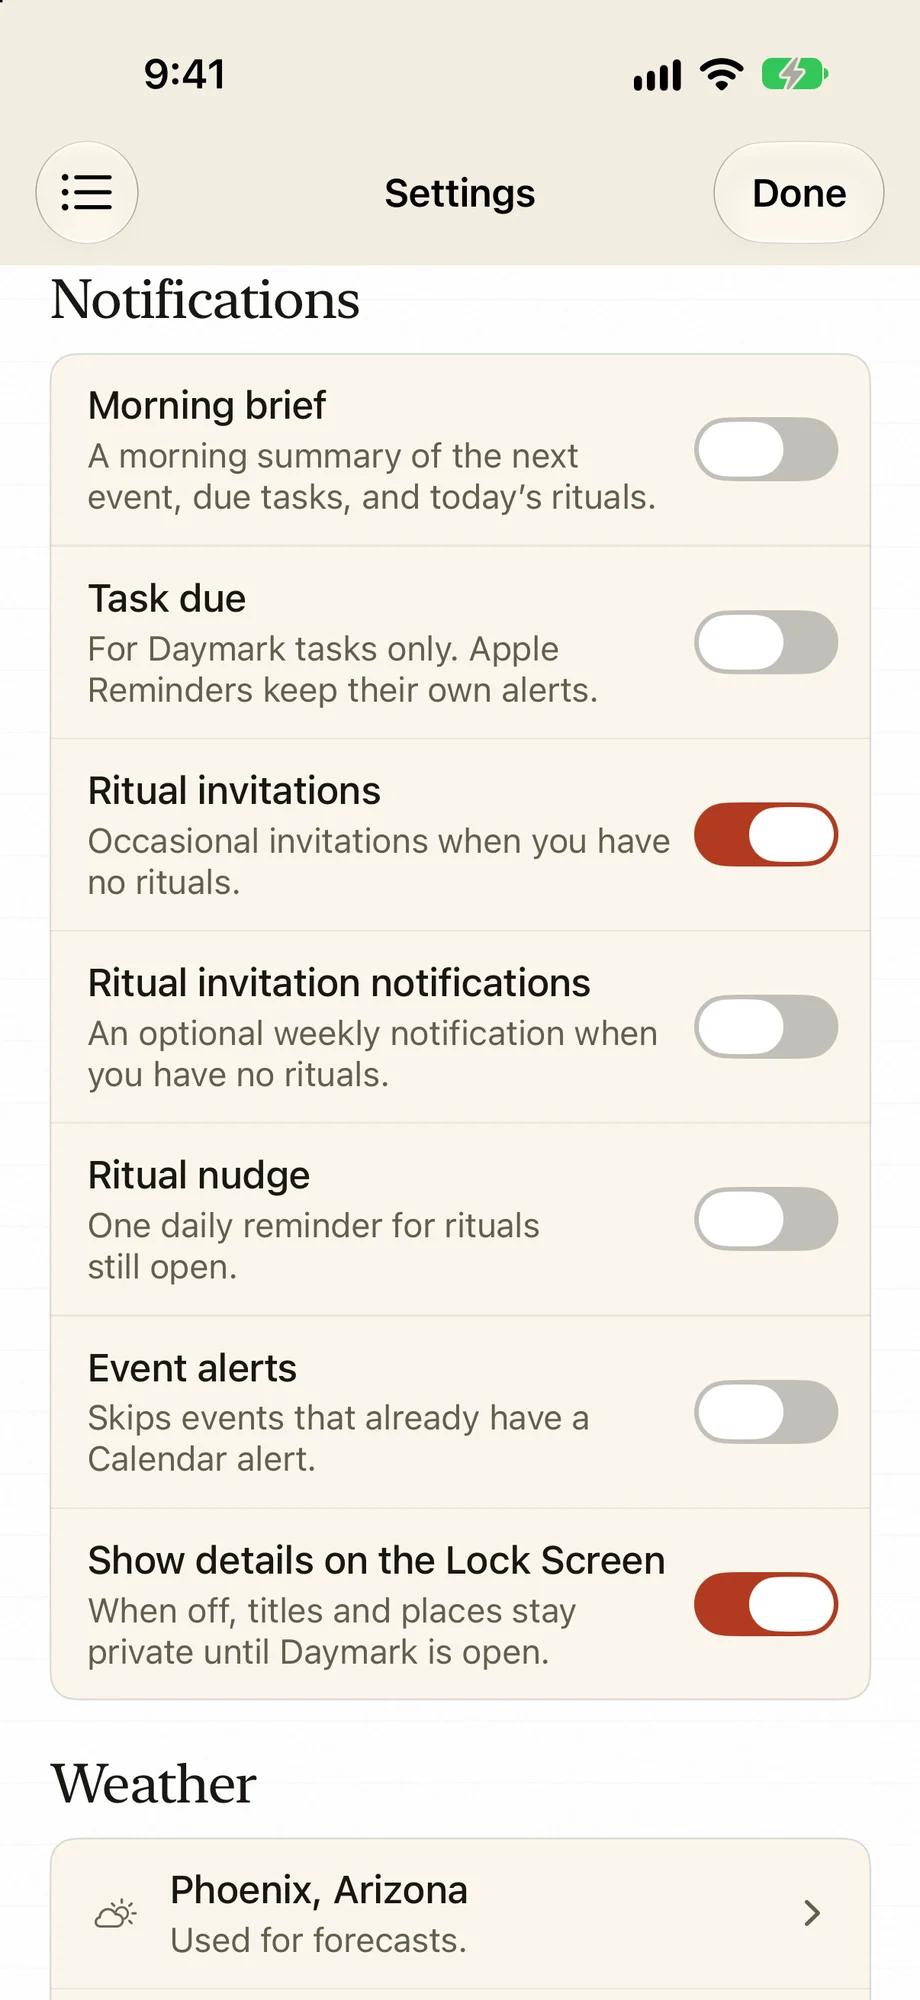 9:41
Settings
Done
Notifications
Morning brief
A morning summary of the next
event, due tasks, and today’s rituals.
Task due
For Daymark tasks only. Apple
Reminders keep their own alerts.
Ritual invitations
Occasional invitations when you have
no rituals.
Ritual invitation notifications
An optional weekly notification when
you have no rituals.
Ritual nudge
One daily reminder for rituals
still open.
Event alerts
Skips events that already have a
Calendar alert.
Show details on the Lock Screen
When off, titles and places stay
private until Daymark is open.
Weather
Phoenix, Arizona
Used for forecasts.